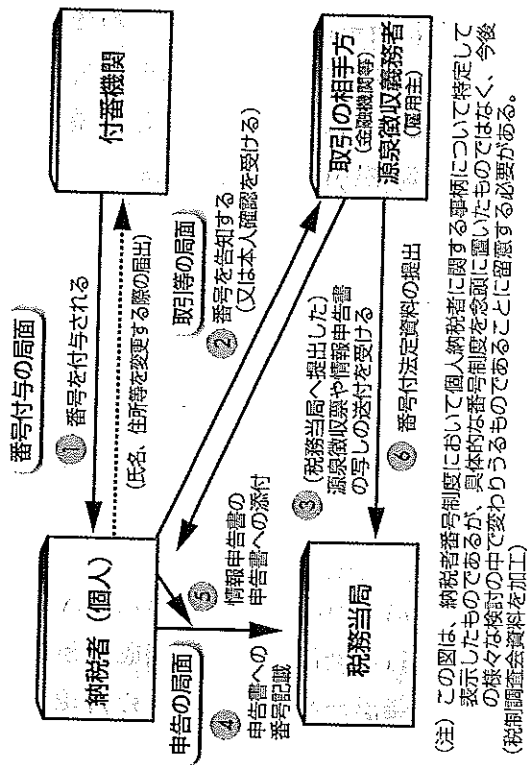 番号付与の局面
付番機関
① 番号を付与される
(氏名、住所等を変更する際の届出)
納税者 (個人)
取引等の局面
② 番号を告知する
(又は本人確認を受ける)
取引の相手方
(金融機関等)
源泉徴収義務者
(雇用主)
③ (税務当局へ提出した)
源泉徴収票や情報申告書
の写しの送付を受ける
申告の局面
④ 申告書への
番号記載
⑤ 情報申告書の
申告書への添付
⑥ 番号付法定資料の提出
税務当局
(注) この図は、納税者番号制度において個人納税者に関する事柄について特定して
表示したものであるが、具体的な番号制度を念頭に置いたものではなく、今後
の様々な検討の中で変わりうるものであることに留意する必要がある。
(税制調査会資料を加工)